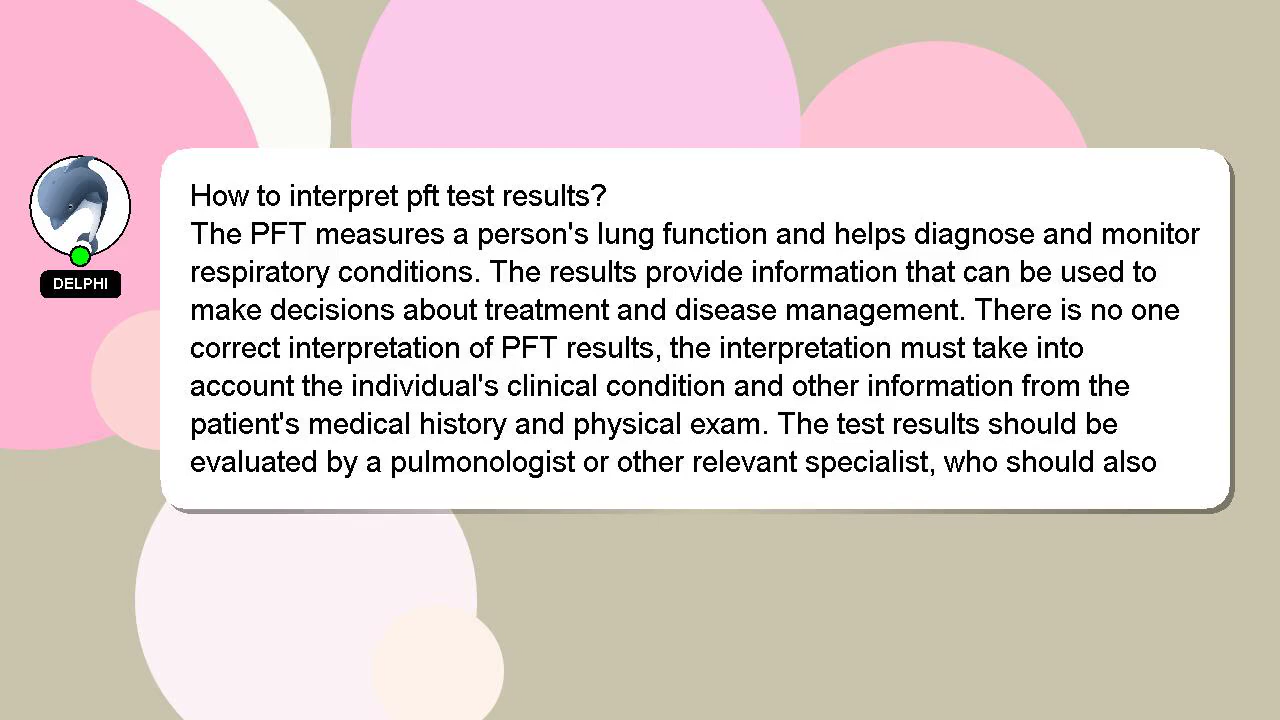 How to interpret pft test results?
The PFT measures a person's lung function and helps diagnose and monitor
respiratory conditions. The results provide information that can be used to
make decisions about treatment and disease management. There is no one
correct interpretation of PFT results, the interpretation must take into
account the individual's clinical condition and other information from the
patient's medical history and physical exam. The test results should be
evaluated by a pulmonologist or other relevant specialist, who should also
DELPHI